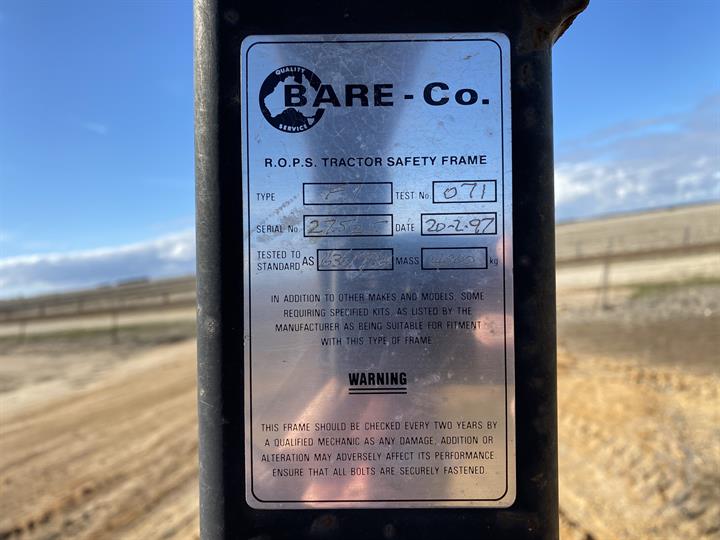 QUALITY
BARE-Co.
SERVICE
R.O.P.S. TRACTOR SAFETY FRAME
TYPE F TEST No. 071
SERIAL No. DATE 20-2-97
TESTED TO
STANDARD AS MASS kg
IN ADDITION TO OTHER MAKES AND MODELS, SOME
REQUIRING SPECIFIED KITS, AS LISTED BY THE
MANUFACTURER AS BEING SUITABLE FOR FITMENT
WITH THIS TYPE OF FRAME
WARNING
THIS FRAME SHOULD BE CHECKED EVERY TWO YEARS BY
A QUALIFIED MECHANIC AS ANY DAMAGE, ADDITION OR
ALTERATION MAY ADVERSELY AFFECT ITS PERFORMANCE
ENSURE THAT ALL BOLTS ARE SECURELY FASTENED.